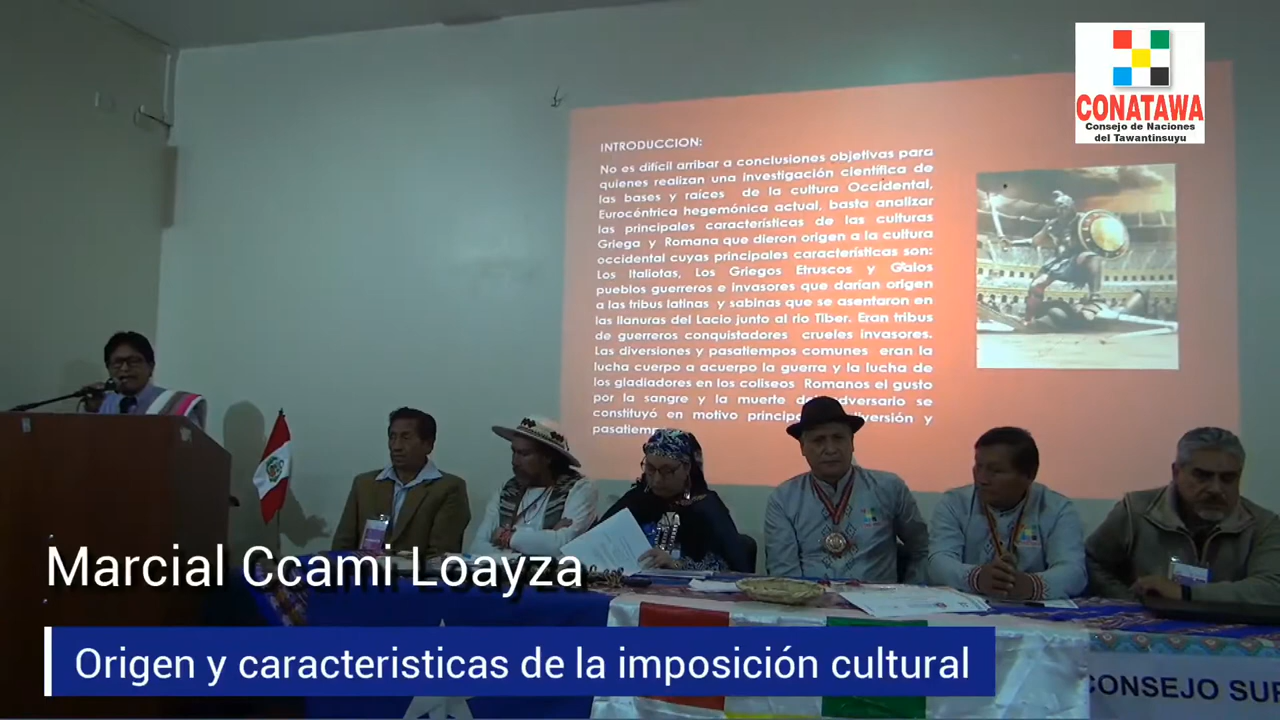 CONATAWA
Consejo de Naciones
del Tawantinsuyu
INTRODUCCION:
No es difícil arribar a conclusiones objetivas para
quienes realizan una investigación científica de
las bases y raíces de la cultura Occidental,
Eurocéntrica hegemónica actual, basta analizar
las principales características de las culturas
Griega y Romana que dieron origen a la cultura
occidental cuyas principales características son:
Los Italiotas, Los Griegos Etruscos y Galos
pueblos guerreros e invasores que darían origen
a las tribus latinas y sabinas que se asentaron en
las llanuras del Lacio junto al río Tíber. Eran tribus
de guerreros conquistadores crueles invasores.
Las diversiones y pasatiempos comunes eran la
lucha cuerpo a acuerpo la guerra y la lucha de
los gladiadores en los coliseos Romanos el gusto
por la sangre y la muerte del adversario se
constituyó en motivo principal diversión y
Marcial Ccami Loayza
Origen y caracteristicas de la imposición cultural
CONSEJO